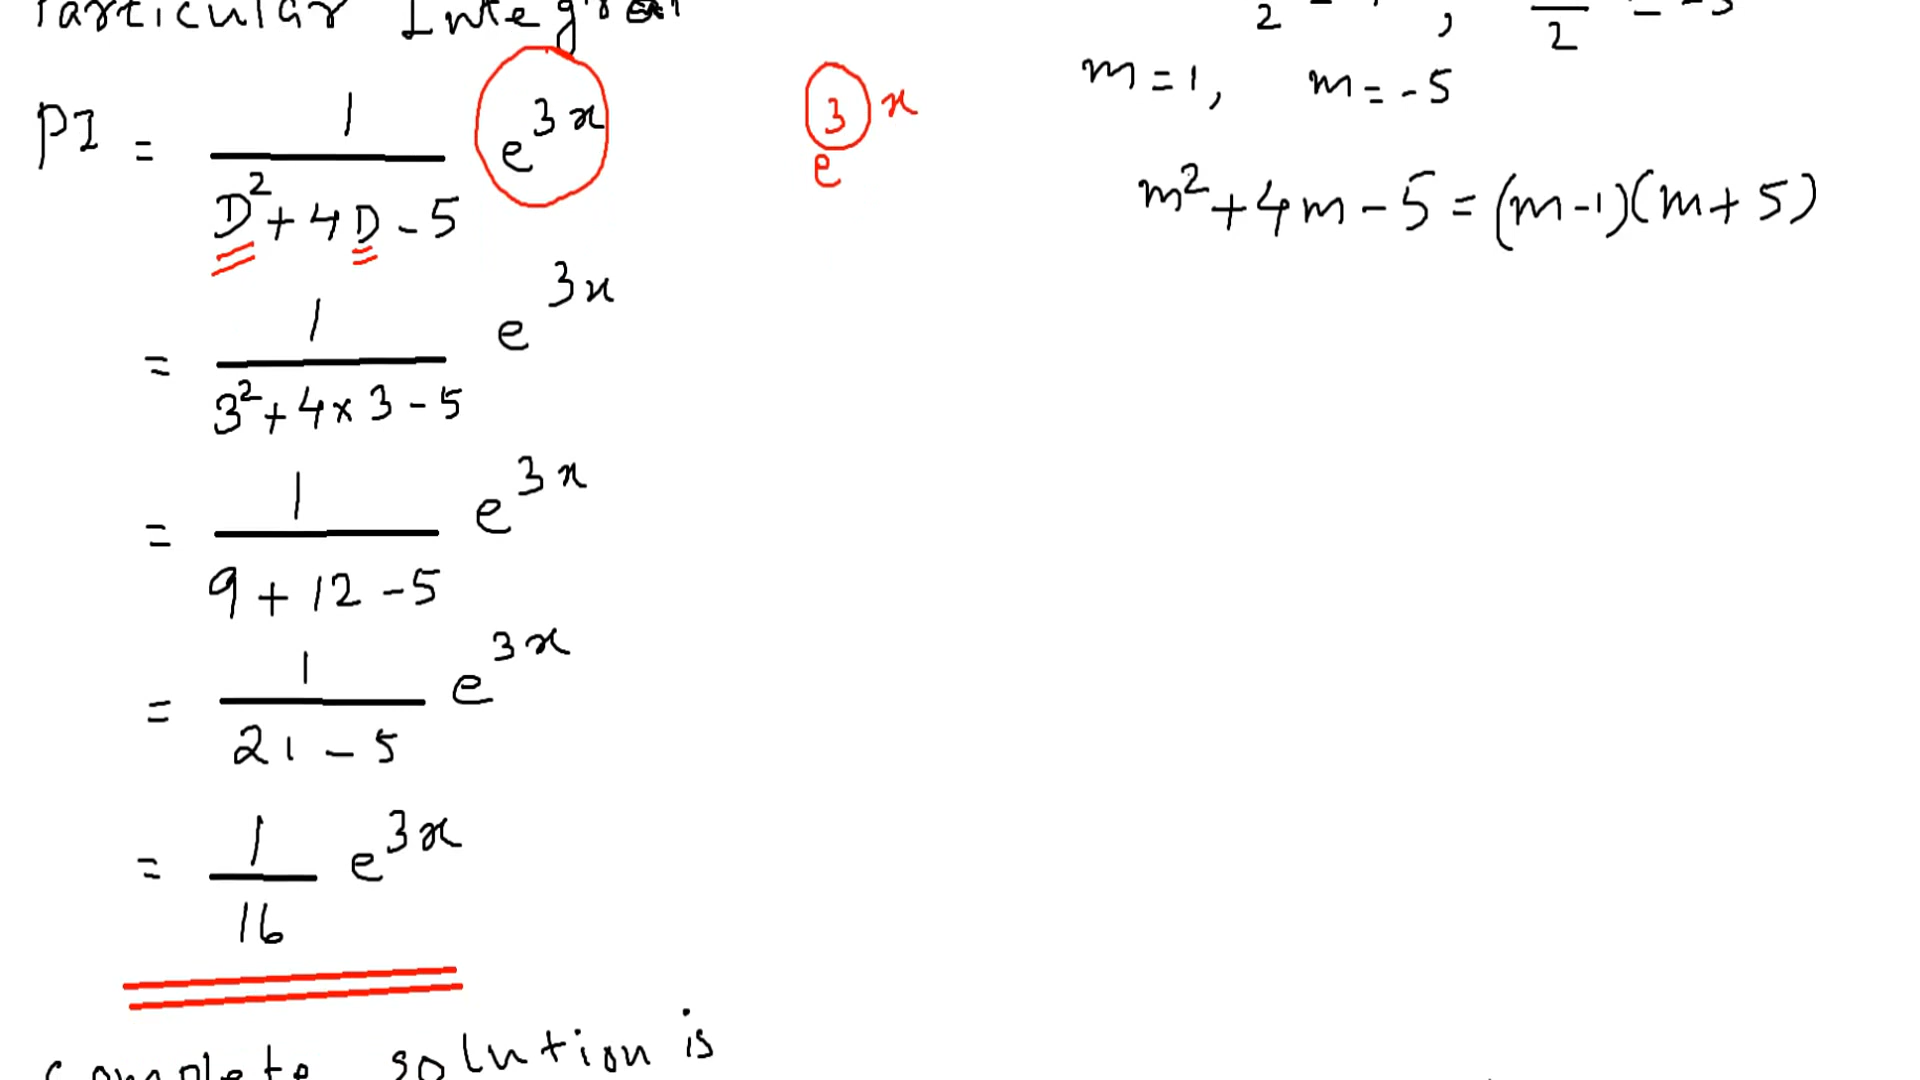 Particular Integral
PI = 1 / (D² + 4D - 5) e^{3x}
= 1 / (3² + 4 × 3 - 5) e^{3x}
= 1 / (9 + 12 - 5) e^{3x}
= 1 / (21 - 5) e^{3x}
= 1/16 e^{3x}
Complete solution is
e^{3x}
m = 1, m = -5
m² + 4m - 5 = (m - 1)(m + 5)